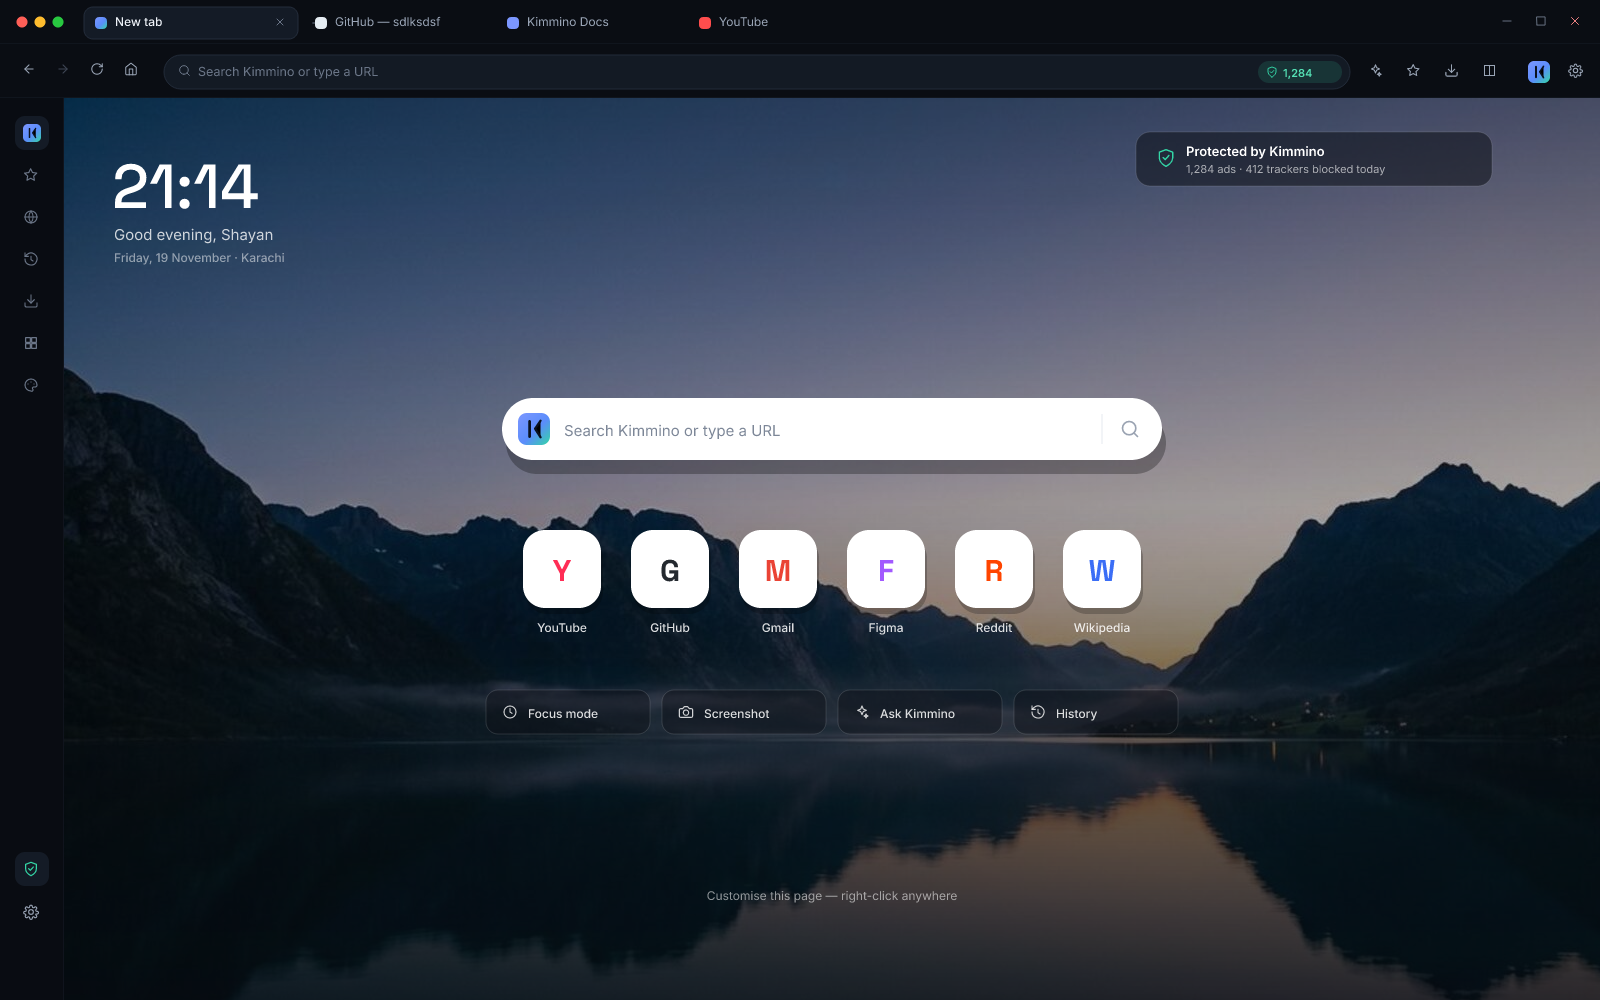 New tab
GitHub — sdlksdsf
Kimmino Docs
YouTube
Search Kimmino or type a URL
1,284
21:14
Good evening, Shayan
Friday, 19 November · Karachi
Protected by Kimmino
1,284 ads · 412 trackers blocked today
K
Search Kimmino or type a URL
Y
G
M
F
R
W
YouTube
GitHub
Gmail
Figma
Reddit
Wikipedia
Focus mode
Screenshot
Ask Kimmino
History
Customise this page — right-click anywhere